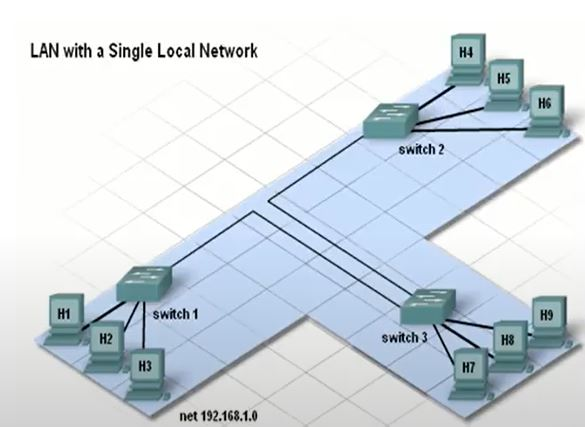 LAN with a Single Local Network
H4
H5
H6
switch 2
switch 1
H1
H2
H3
switch 3
H9
H8
H7
net 192.168.1.0